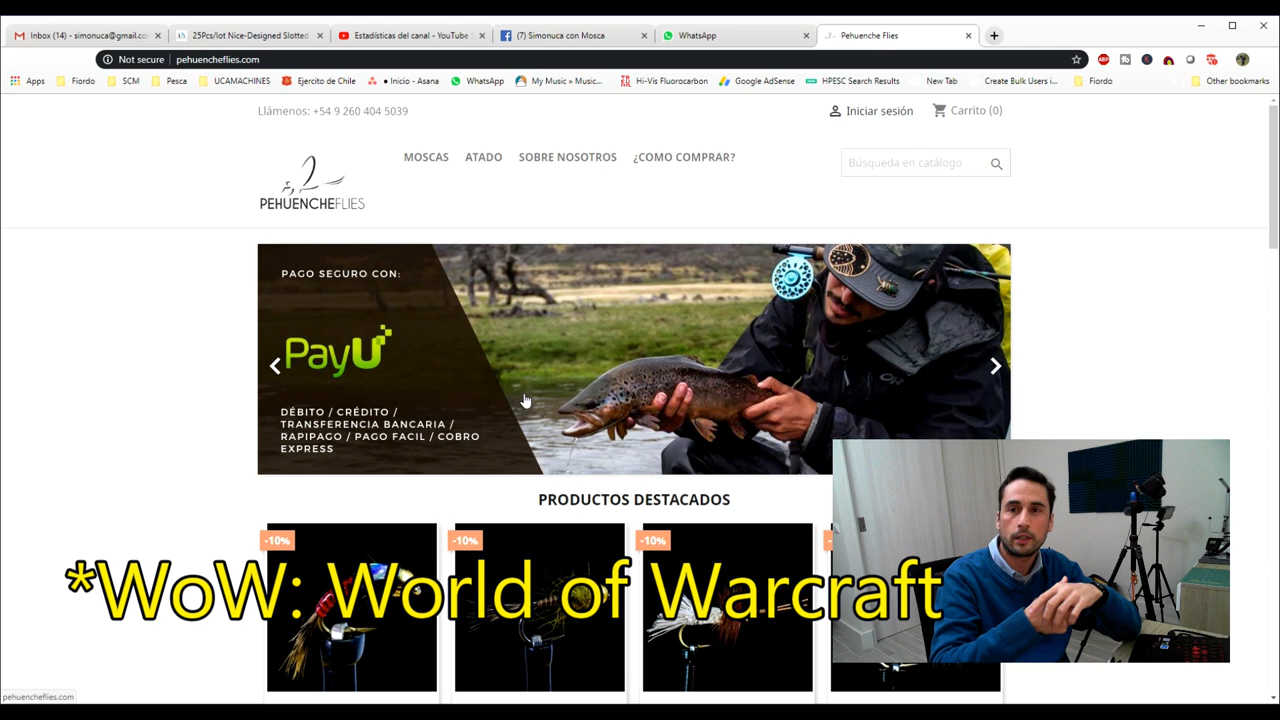 Inbox (14) - simonuca@gmail.co
25Pcs/lot Nice-Designed Slotted
Estadísticas del canal - YouTube S
(7) Simonuca con Mosca
WhatsApp
Pehuenche Flies
Not secure
pehuencheflies.com
Apps
Fiordo
SCM
Pesca
UCAMACHINES
Ejercito de Chile
• Inicio - Asana
WhatsApp
My Music » Music...
Hi-Vis Fluorocarbon
Google AdSense
HPESC Search Results
New Tab
Create Bulk Users i...
Fiordo
Other bookmarks
Llámenos: +54 9 260 404 5039
Iniciar sesión
Carrito (0)
MOSCAS
ATADO
SOBRE NOSOTROS
¿COMO COMPRAR?
Búsqueda en catálogo
PEHUENCHEFLIES
PAGO SEGURO CON:
PayU
DÉBITO / CRÉDITO /
TRANSFERENCIA BANCARIA /
RAPIPAGO / PAGO FACIL / COBRO
EXPRESS
PRODUCTOS DESTACADOS
-10%
-10%
-10%
*WoW: World of Warcraft
pehuencheflies.com